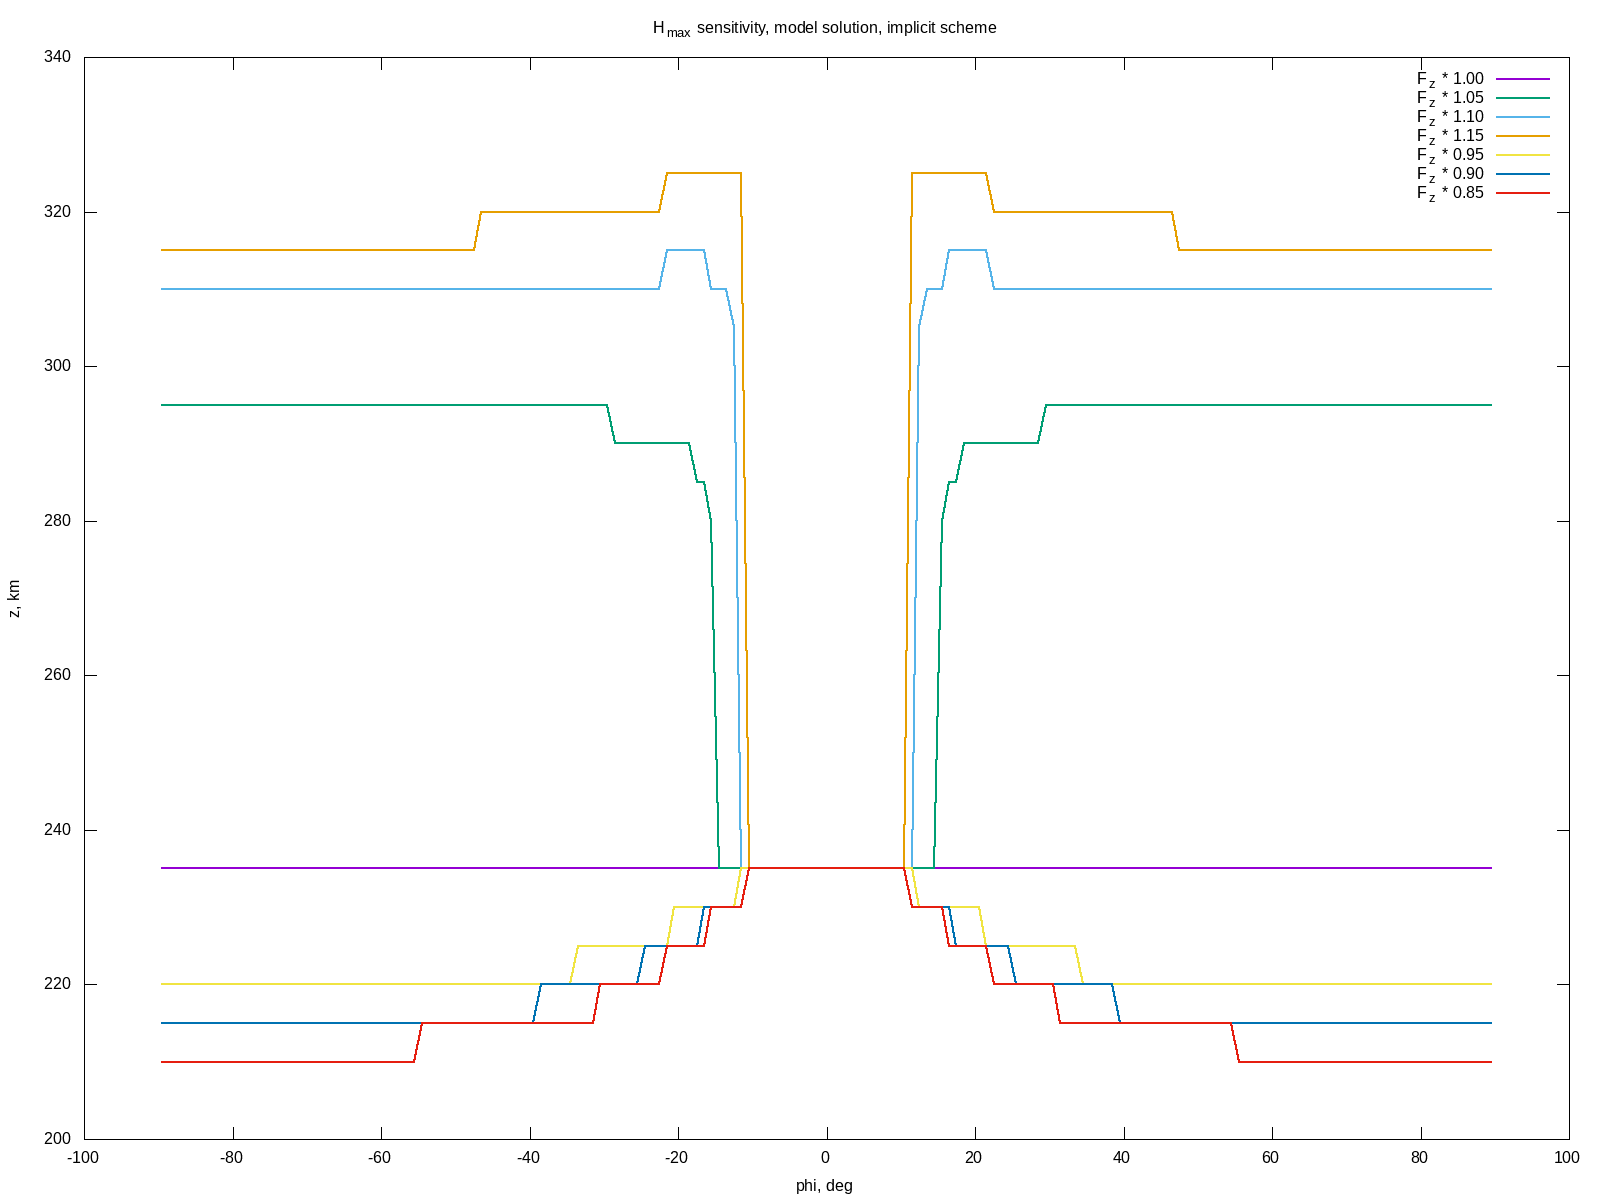 H max sensitivity, model solution, implicit scheme
340
320
300
280
260
240
220
200
z, km
F z * 1.00
F z * 1.05
F z * 1.10
F z * 1.15
F z * 0.95
F z * 0.90
F z * 0.85
-100 -80 -60 -40 -20 0 20 40 60 80 100
phi, deg